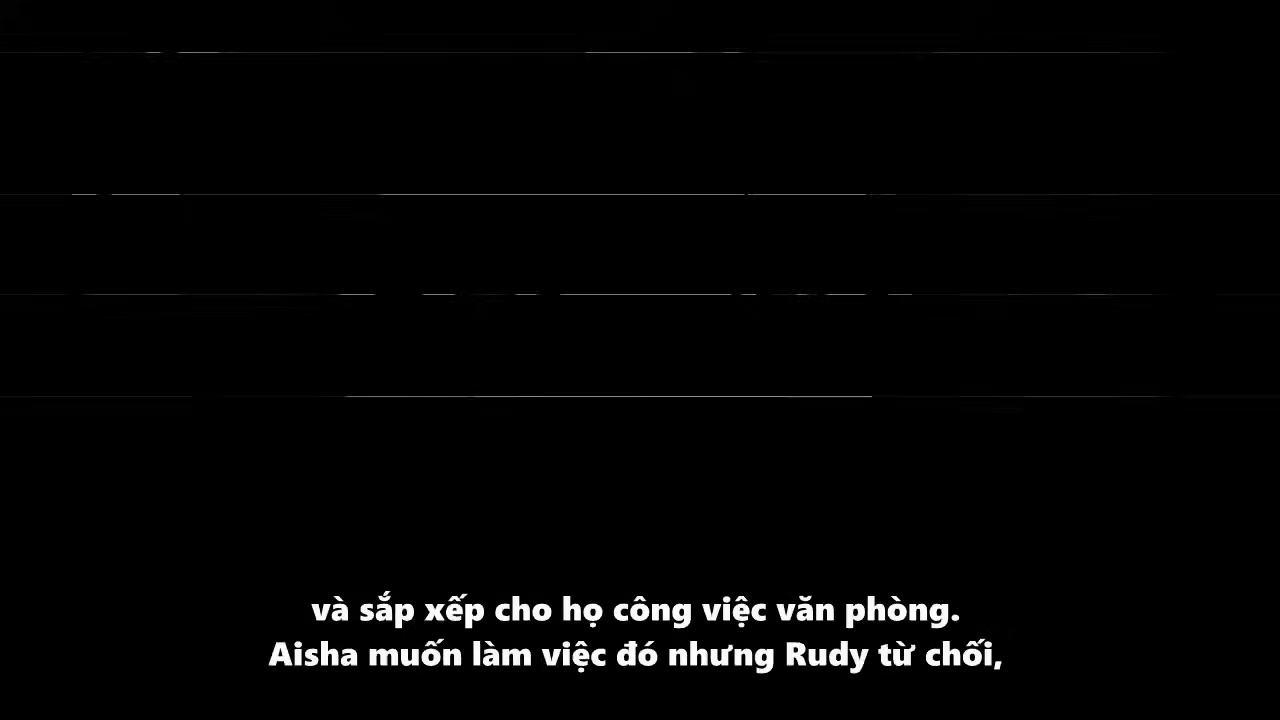 và sắp xếp cho họ công việc văn phòng.
Aisha muốn làm việc đó nhưng Rudy từ chối,